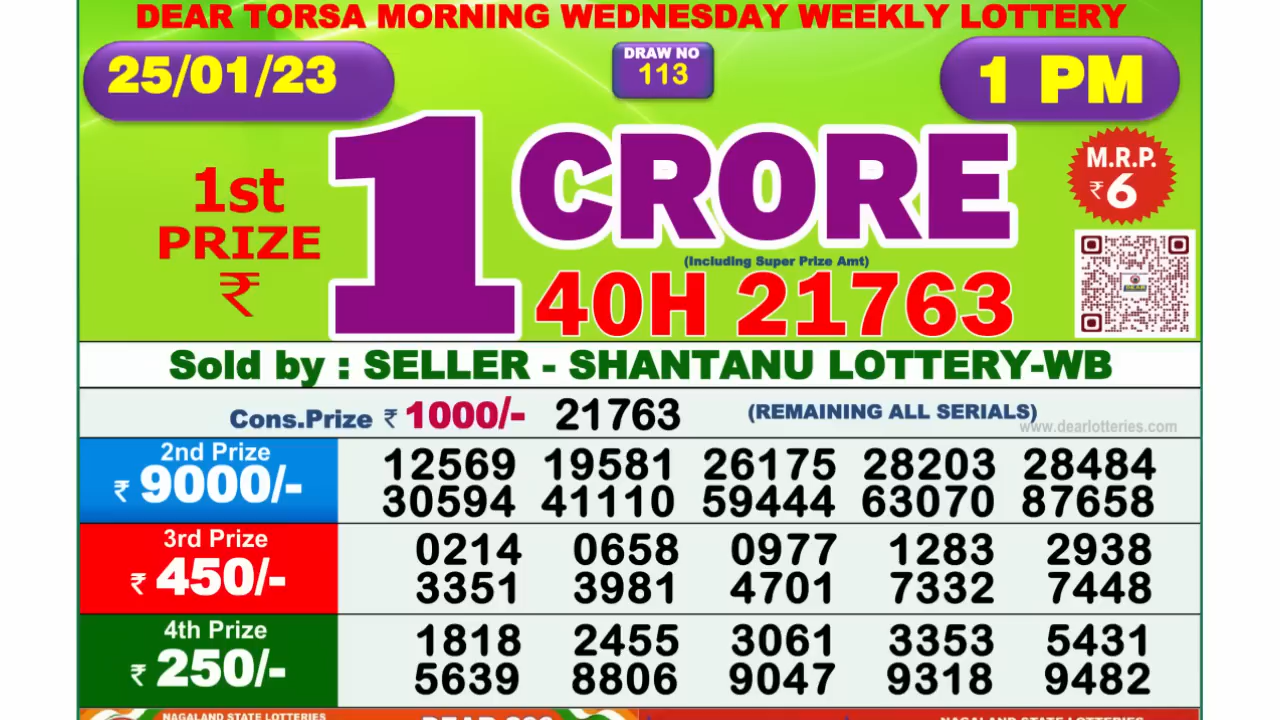 DEAR TORSA MORNING WEDNESDAY WEEKLY LOTTERY
25/01/23
DRAW NO
113
1 PM
1st
PRIZE
₹
1 CRORE
(Including Super Prize Amt)
40H 21763
M.R.P.
₹ 6
DEAR
Sold by : SELLER - SHANTANU LOTTERY-WB
Cons.Prize ₹ 1000/- 21763 (REMAINING ALL SERIALS)
www.dearlotteries.com
2nd Prize
₹ 9000/-
12569 19581 26175 28203 28484
30594 41110 59444 63070 87658
3rd Prize
₹ 450/-
0214 0658 0977 1283 2938
3351 3981 4701 7332 7448
4th Prize
₹ 250/-
1818 2455 3061 3353 5431
5639 8806 9047 9318 9482
NAGALAND STATE LOTTERIES
NAGALAND STATE LOTTERIES